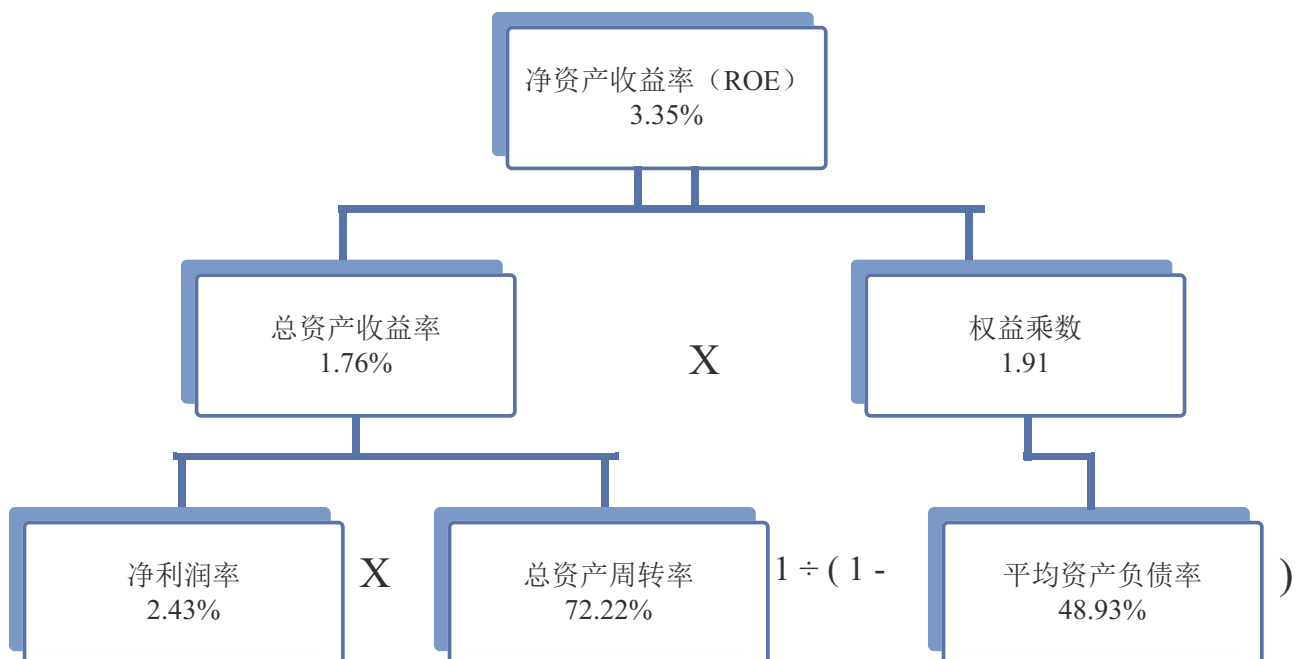 净资产收益率（ROE）
3.35%
总资产收益率
1.76%
X
权益乘数
1.91
净利润率
2.43%
X
总资产周转率
72.22%
1 ÷ ( 1 -
平均资产负债率
48.93%
)